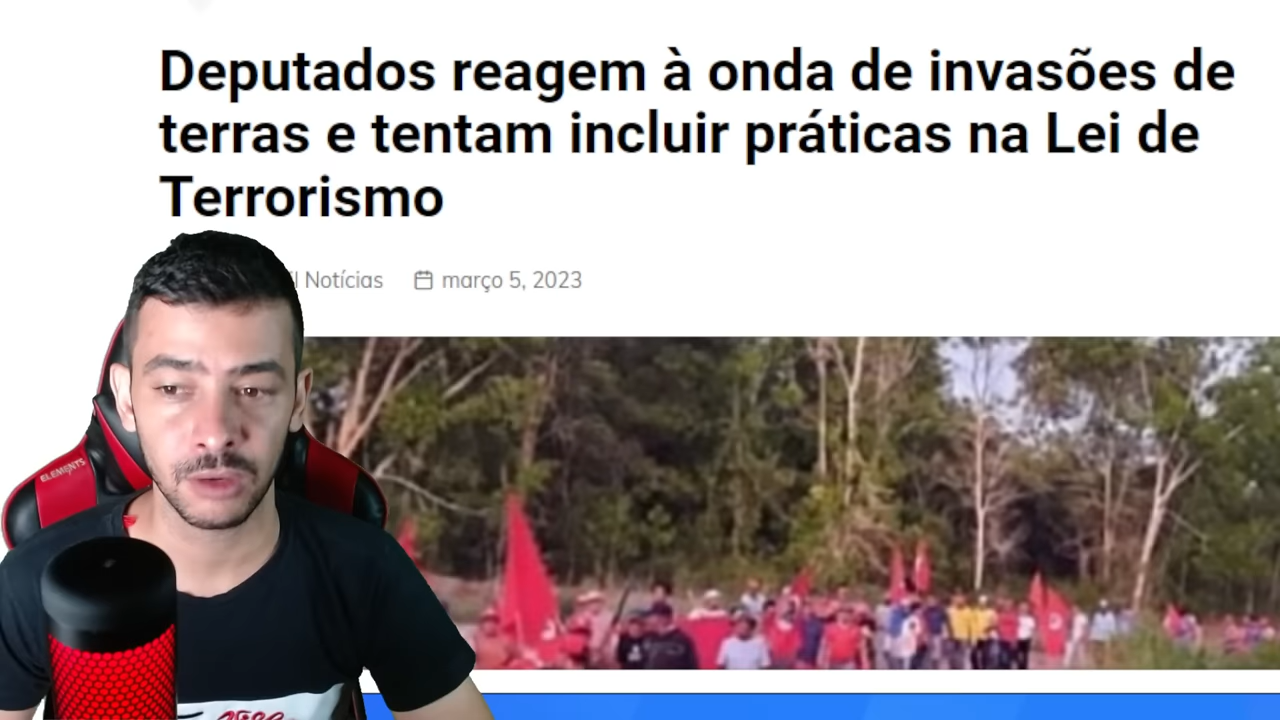 Deputados reagem à onda de invasões de
terras e tentam incluir práticas na Lei de
Terrorismo
Notícias março 5, 2023
ELEMENTS